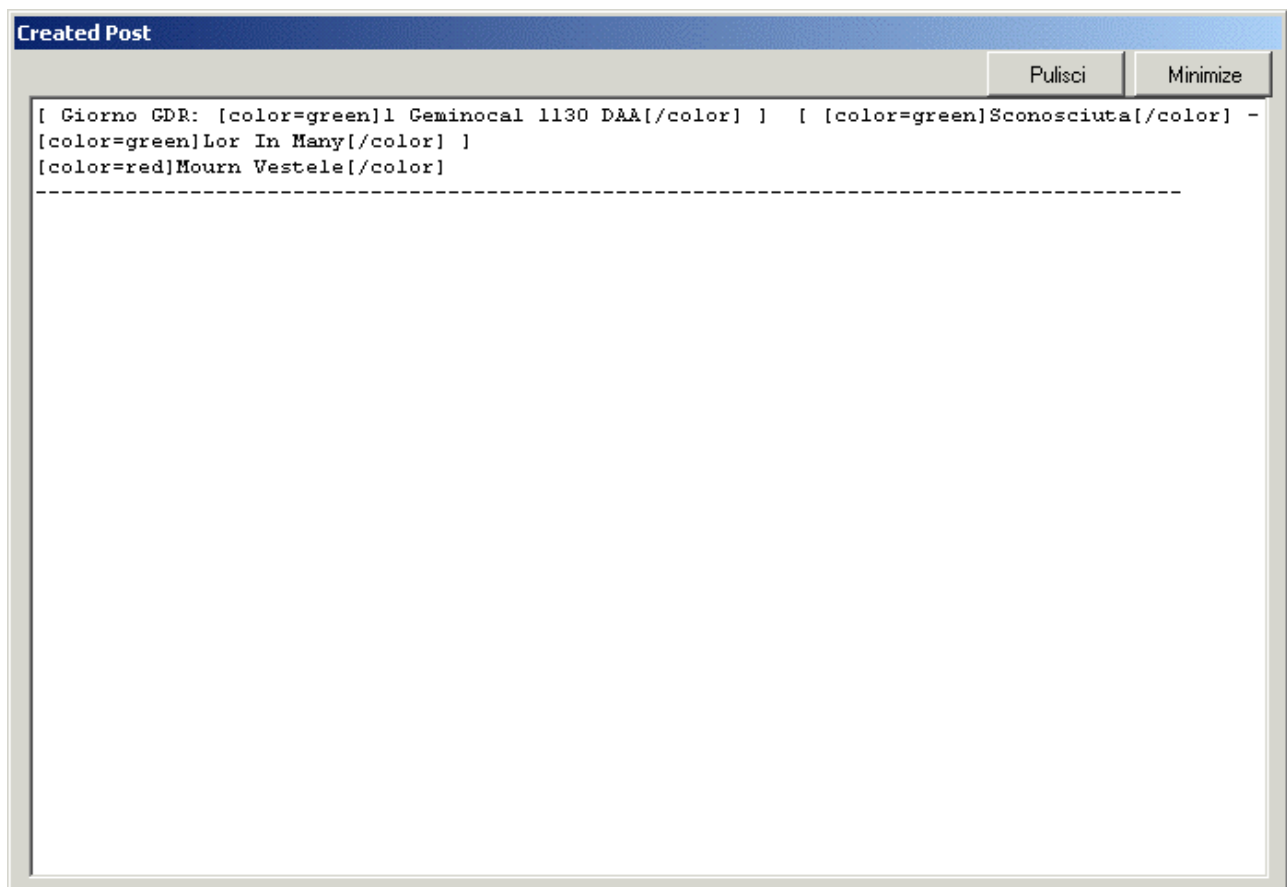 Created Post
Pulisci Minimize
[ Giorno GDR: [color=green]1 Geminocal 1130 DAA[/color] ]  [ [color=green]Sconosciuta[/color] -
[color=green]Lor In Many[/color] ]
[color=red]Mourn Vestele[/color]
------------------------------------------------------------------------------------------